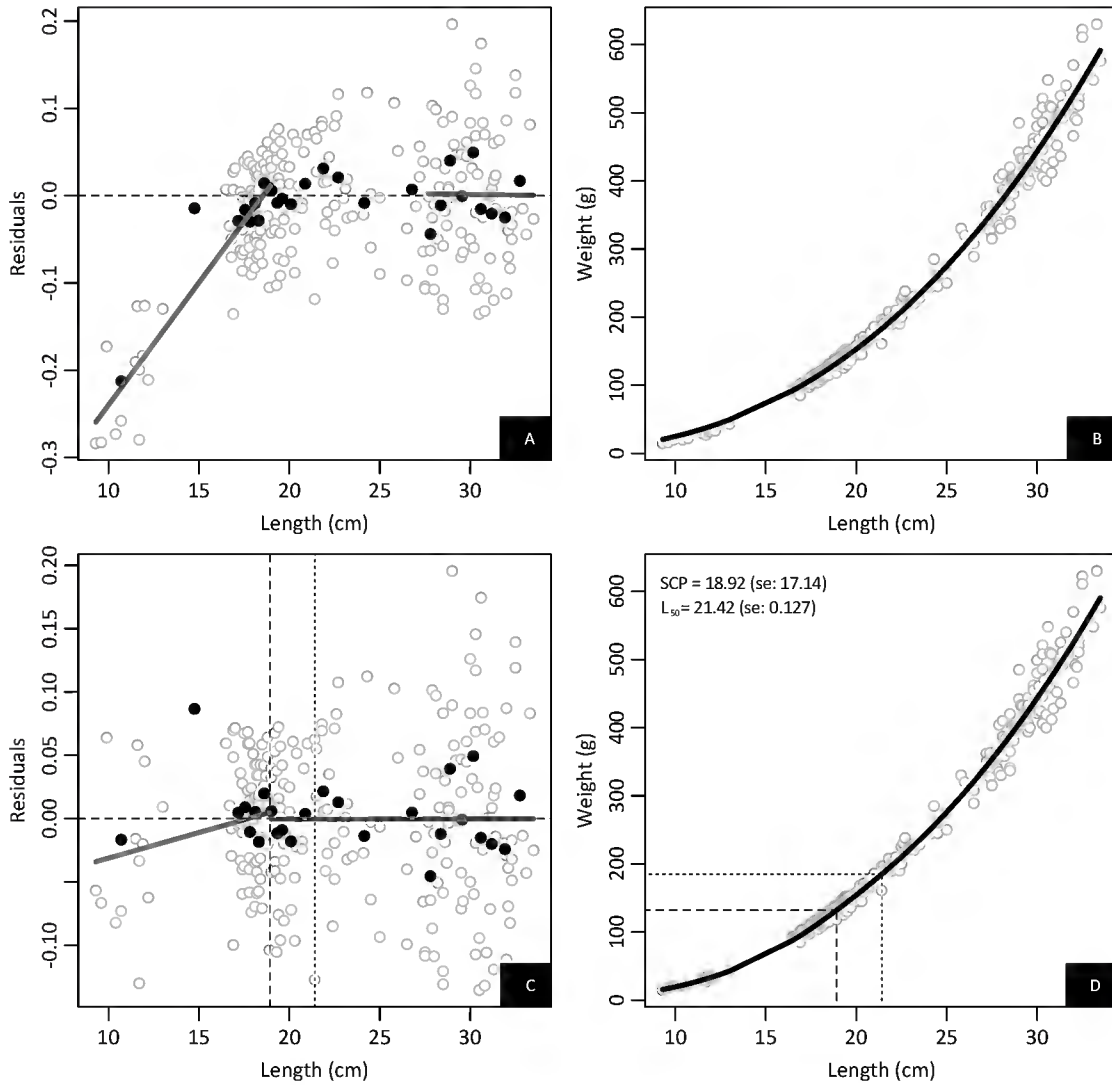 0.2
0.1
0.0
-0.1
-0.2
-0.3
Residuals
10 15 20 25 30
Length (cm)
A
600
500
400
300
200
100
0
Weight (g)
10 15 20 25 30
Length (cm)
B
0.20
0.15
0.10
0.05
0.00
-0.10
Residuals
10 15 20 25 30
Length (cm)
C
SCP = 18.92 (se: 17.14)
L50= 21.42 (se: 0.127)
600
500
400
300
200
100
0
Weight (g)
10 15 20 25 30
Length (cm)
D